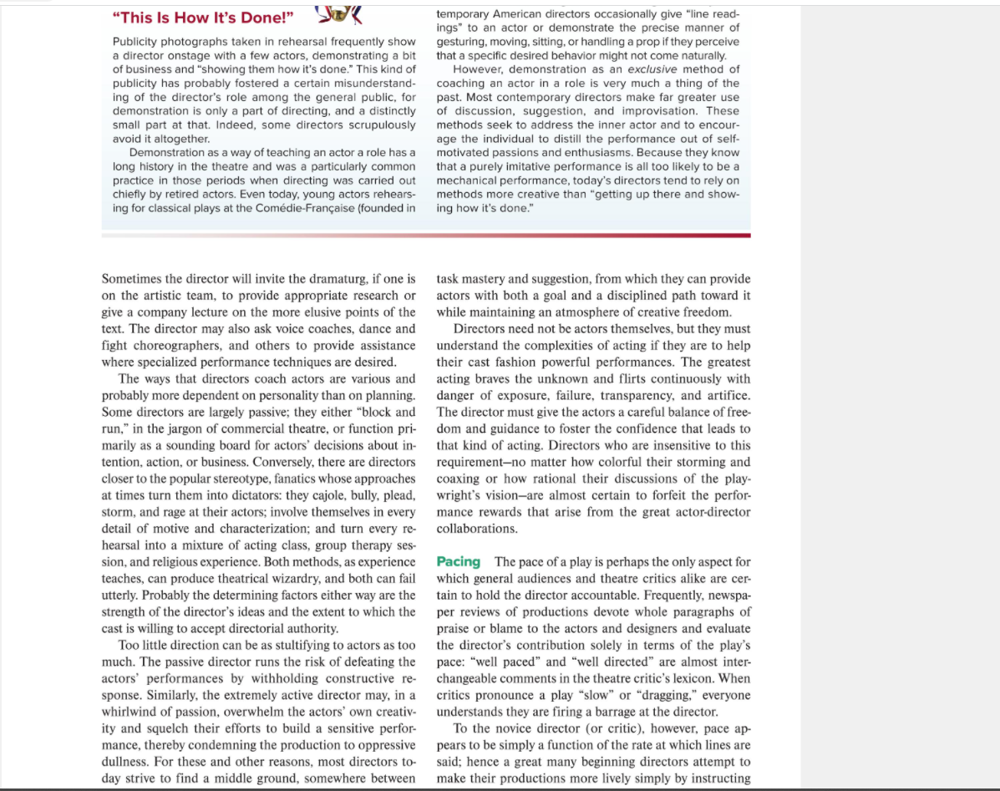 “This Is How It’s Done!”
Publicity photographs taken in rehearsal frequently show
a director onstage with a few actors, demonstrating a bit
of business and “showing them how it’s done.” This kind of
publicity has probably fostered a certain misunderstand-
ing of the director’s role among the general public, for
demonstration is only a part of directing, and a distinctly
small part at that. Indeed, some directors scrupulously
avoid it altogether.
Demonstration as a way of teaching an actor a role has a
long history in the theatre and was a particularly common
practice in those periods when directing was carried out
chiefly by retired actors. Even today, young actors rehears-
ing for classical plays at the Comédie-Française (founded in
temporary American directors occasionally give “line read-
ings” to an actor or demonstrate the precise manner of
gesturing, moving, sitting, or handling a prop if they perceive
that a specific desired behavior might not come naturally.
However, demonstration as an exclusive method of
coaching an actor in a role is very much a thing of the
past. Most contemporary directors make far greater use
of discussion, suggestion, and improvisation. These
methods seek to address the inner actor and to encour-
age the individual to distill the performance out of self-
motivated passions and enthusiasms. Because they know
that a purely imitative performance is all too likely to be a
mechanical performance, today’s directors tend to rely on
methods more creative than “getting up there and show-
ing how it’s done.”
Sometimes the director will invite the dramaturg, if one is
on the artistic team, to provide appropriate research or
give a company lecture on the more elusive points of the
text. The director may also ask voice coaches, dance and
fight choreographers, and others to provide assistance
where specialized performance techniques are desired.
The ways that directors coach actors are various and
probably more dependent on personality than on planning.
Some directors are largely passive; they either “block and
run,” in the jargon of commercial theatre, or function pri-
marily as a sounding board for actors’ decisions about in-
tention, action, or business. Conversely, there are directors
closer to the popular stereotype, fanatics whose approaches
at times turn them into dictators: they cajole, bully, plead,
storm, and rage at their actors; involve themselves in every
detail of motive and characterization; and turn every re-
hearsal into a mixture of acting class, group therapy ses-
sion, and religious experience. Both methods, as experience
teaches, can produce theatrical wizardry, and both can fail
utterly. Probably the determining factors either way are the
strength of the director’s ideas and the extent to which the
cast is willing to accept directorial authority.
Too little direction can be as stultifying to actors as too
much. The passive director runs the risk of defeating the
actors’ performances by withholding constructive re-
sponse. Similarly, the extremely active director may, in a
whirlwind of passion, overwhelm the actors’ own creativ-
ity and squelch their efforts to build a sensitive perfor-
mance, thereby condemning the production to oppressive
dullness. For these and other reasons, most directors to-
day strive to find a middle ground, somewhere between
task mastery and suggestion, from which they can provide
actors with both a goal and a disciplined path toward it
while maintaining an atmosphere of creative freedom.
Directors need not be actors themselves, but they must
understand the complexities of acting if they are to help
their cast fashion powerful performances. The greatest
acting braves the unknown and flirts continuously with
danger of exposure, failure, transparency, and artifice.
The director must give the actors a careful balance of free-
dom and guidance to foster the confidence that leads to
that kind of acting. Directors who are insensitive to this
requirement—no matter how colorful their storming and
coaxing or how rational their discussions of the play-
wright’s vision—are almost certain to forfeit the perfor-
mance rewards that arise from the great actor-director
collaborations.
Pacing The pace of a play is perhaps the only aspect for
which general audiences and theatre critics alike are cer-
tain to hold the director accountable. Frequently, newspa-
per reviews of productions devote whole paragraphs of
praise or blame to the actors and designers and evaluate
the director’s contribution solely in terms of the play’s
pace: “well paced” and “well directed” are almost inter-
changeable comments in the theatre critic’s lexicon. When
critics pronounce a play “slow” or “dragging,” everyone
understands they are firing a barrage at the director.
To the novice director (or critic), however, pace ap-
pears to be simply a function of the rate at which lines are
said; hence a great many beginning directors attempt to
make their productions more lively simply by instructing